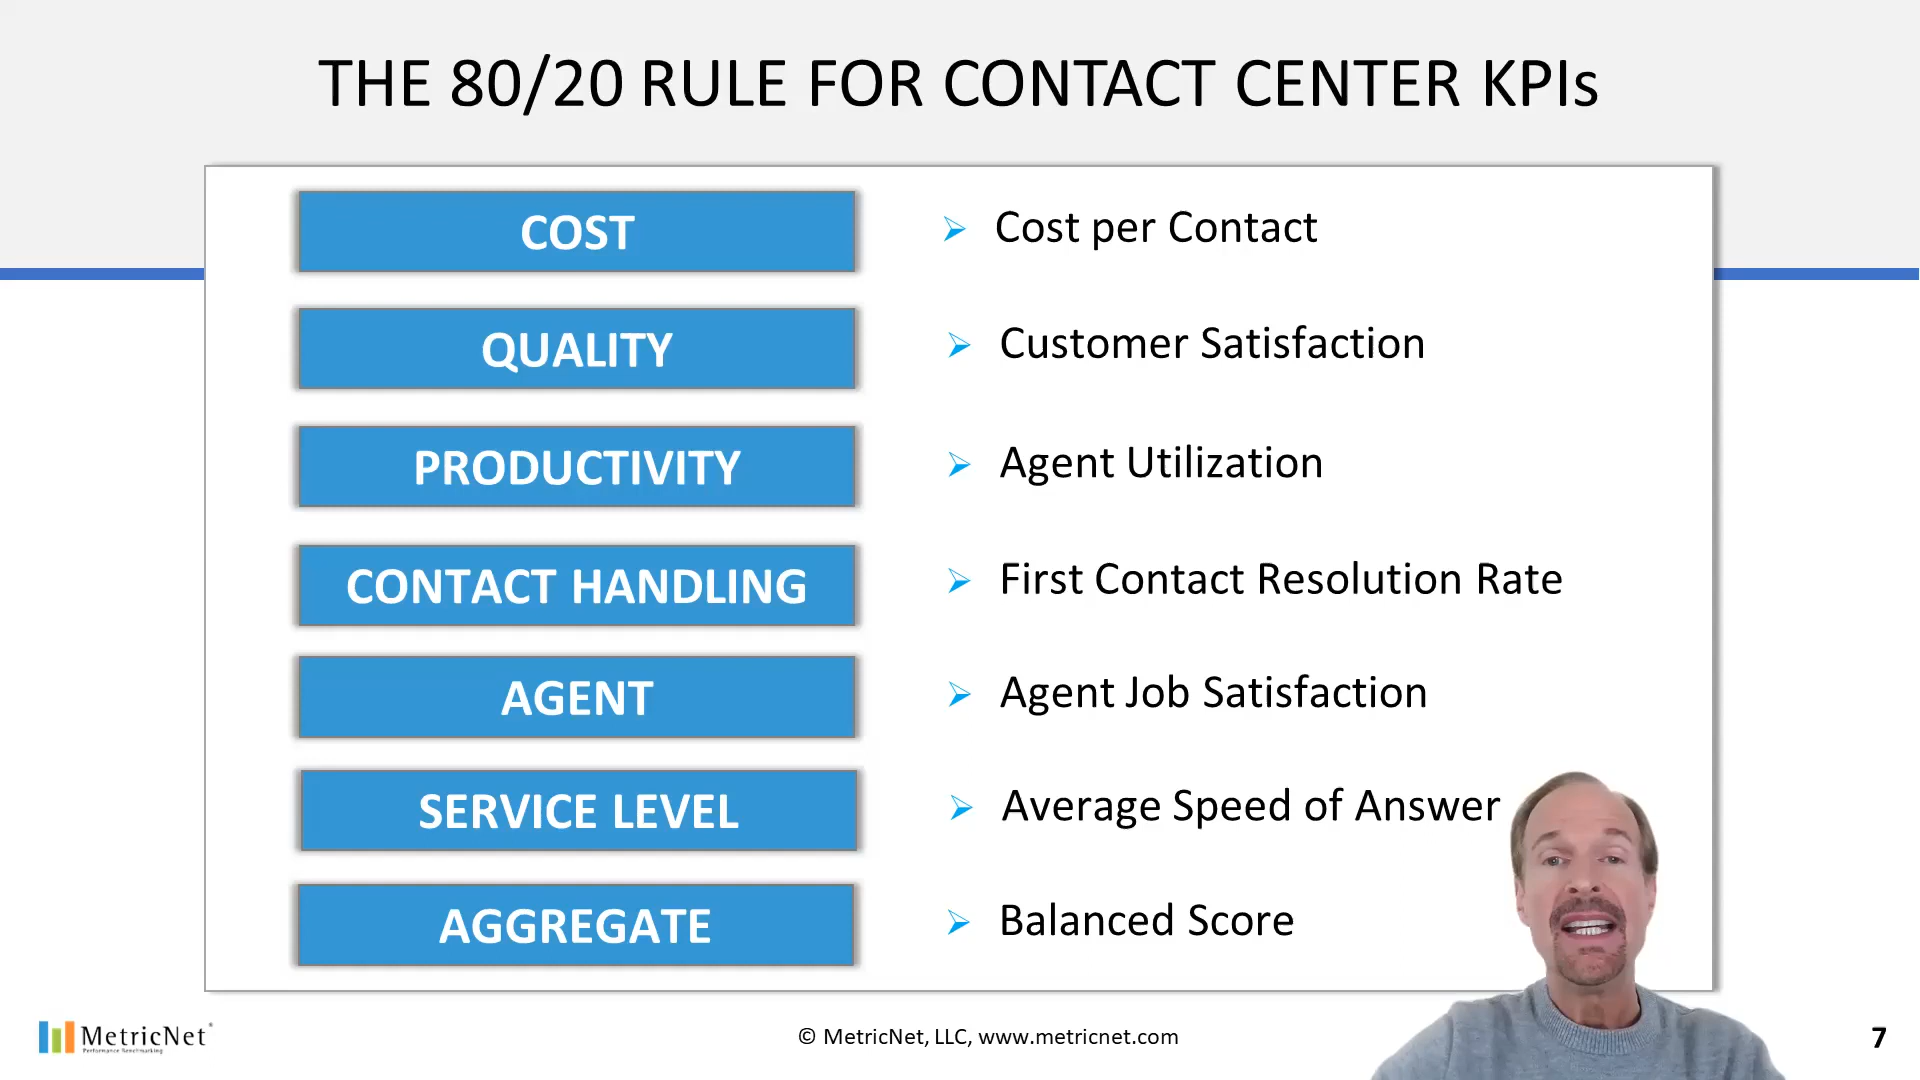 THE 80/20 RULE FOR CONTACT CENTER KPIs
COST
Cost per Contact
QUALITY
Customer Satisfaction
PRODUCTIVITY
Agent Utilization
CONTACT HANDLING
First Contact Resolution Rate
AGENT
Agent Job Satisfaction
SERVICE LEVEL
Average Speed of Answer
AGGREGATE
Balanced Score
MetricNet
Performance Benchmarking
© MetricNet, LLC, www.metricnet.com
7